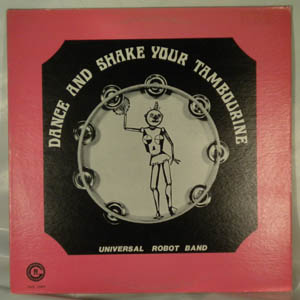 DANCE AND SHAKE YOUR TAMBOURINE
UNIVERSAL ROBOT BAND